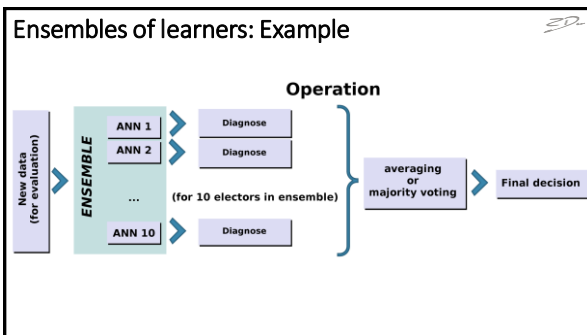 Ensembles of learners: Example
Operation
New data
(for evaluation)
ENSEMBLE
ANN 1
Diagnose
ANN 2
Diagnose
...
(for 10 electors in ensemble)
ANN 10
Diagnose
averaging
or
majority voting
Final decision